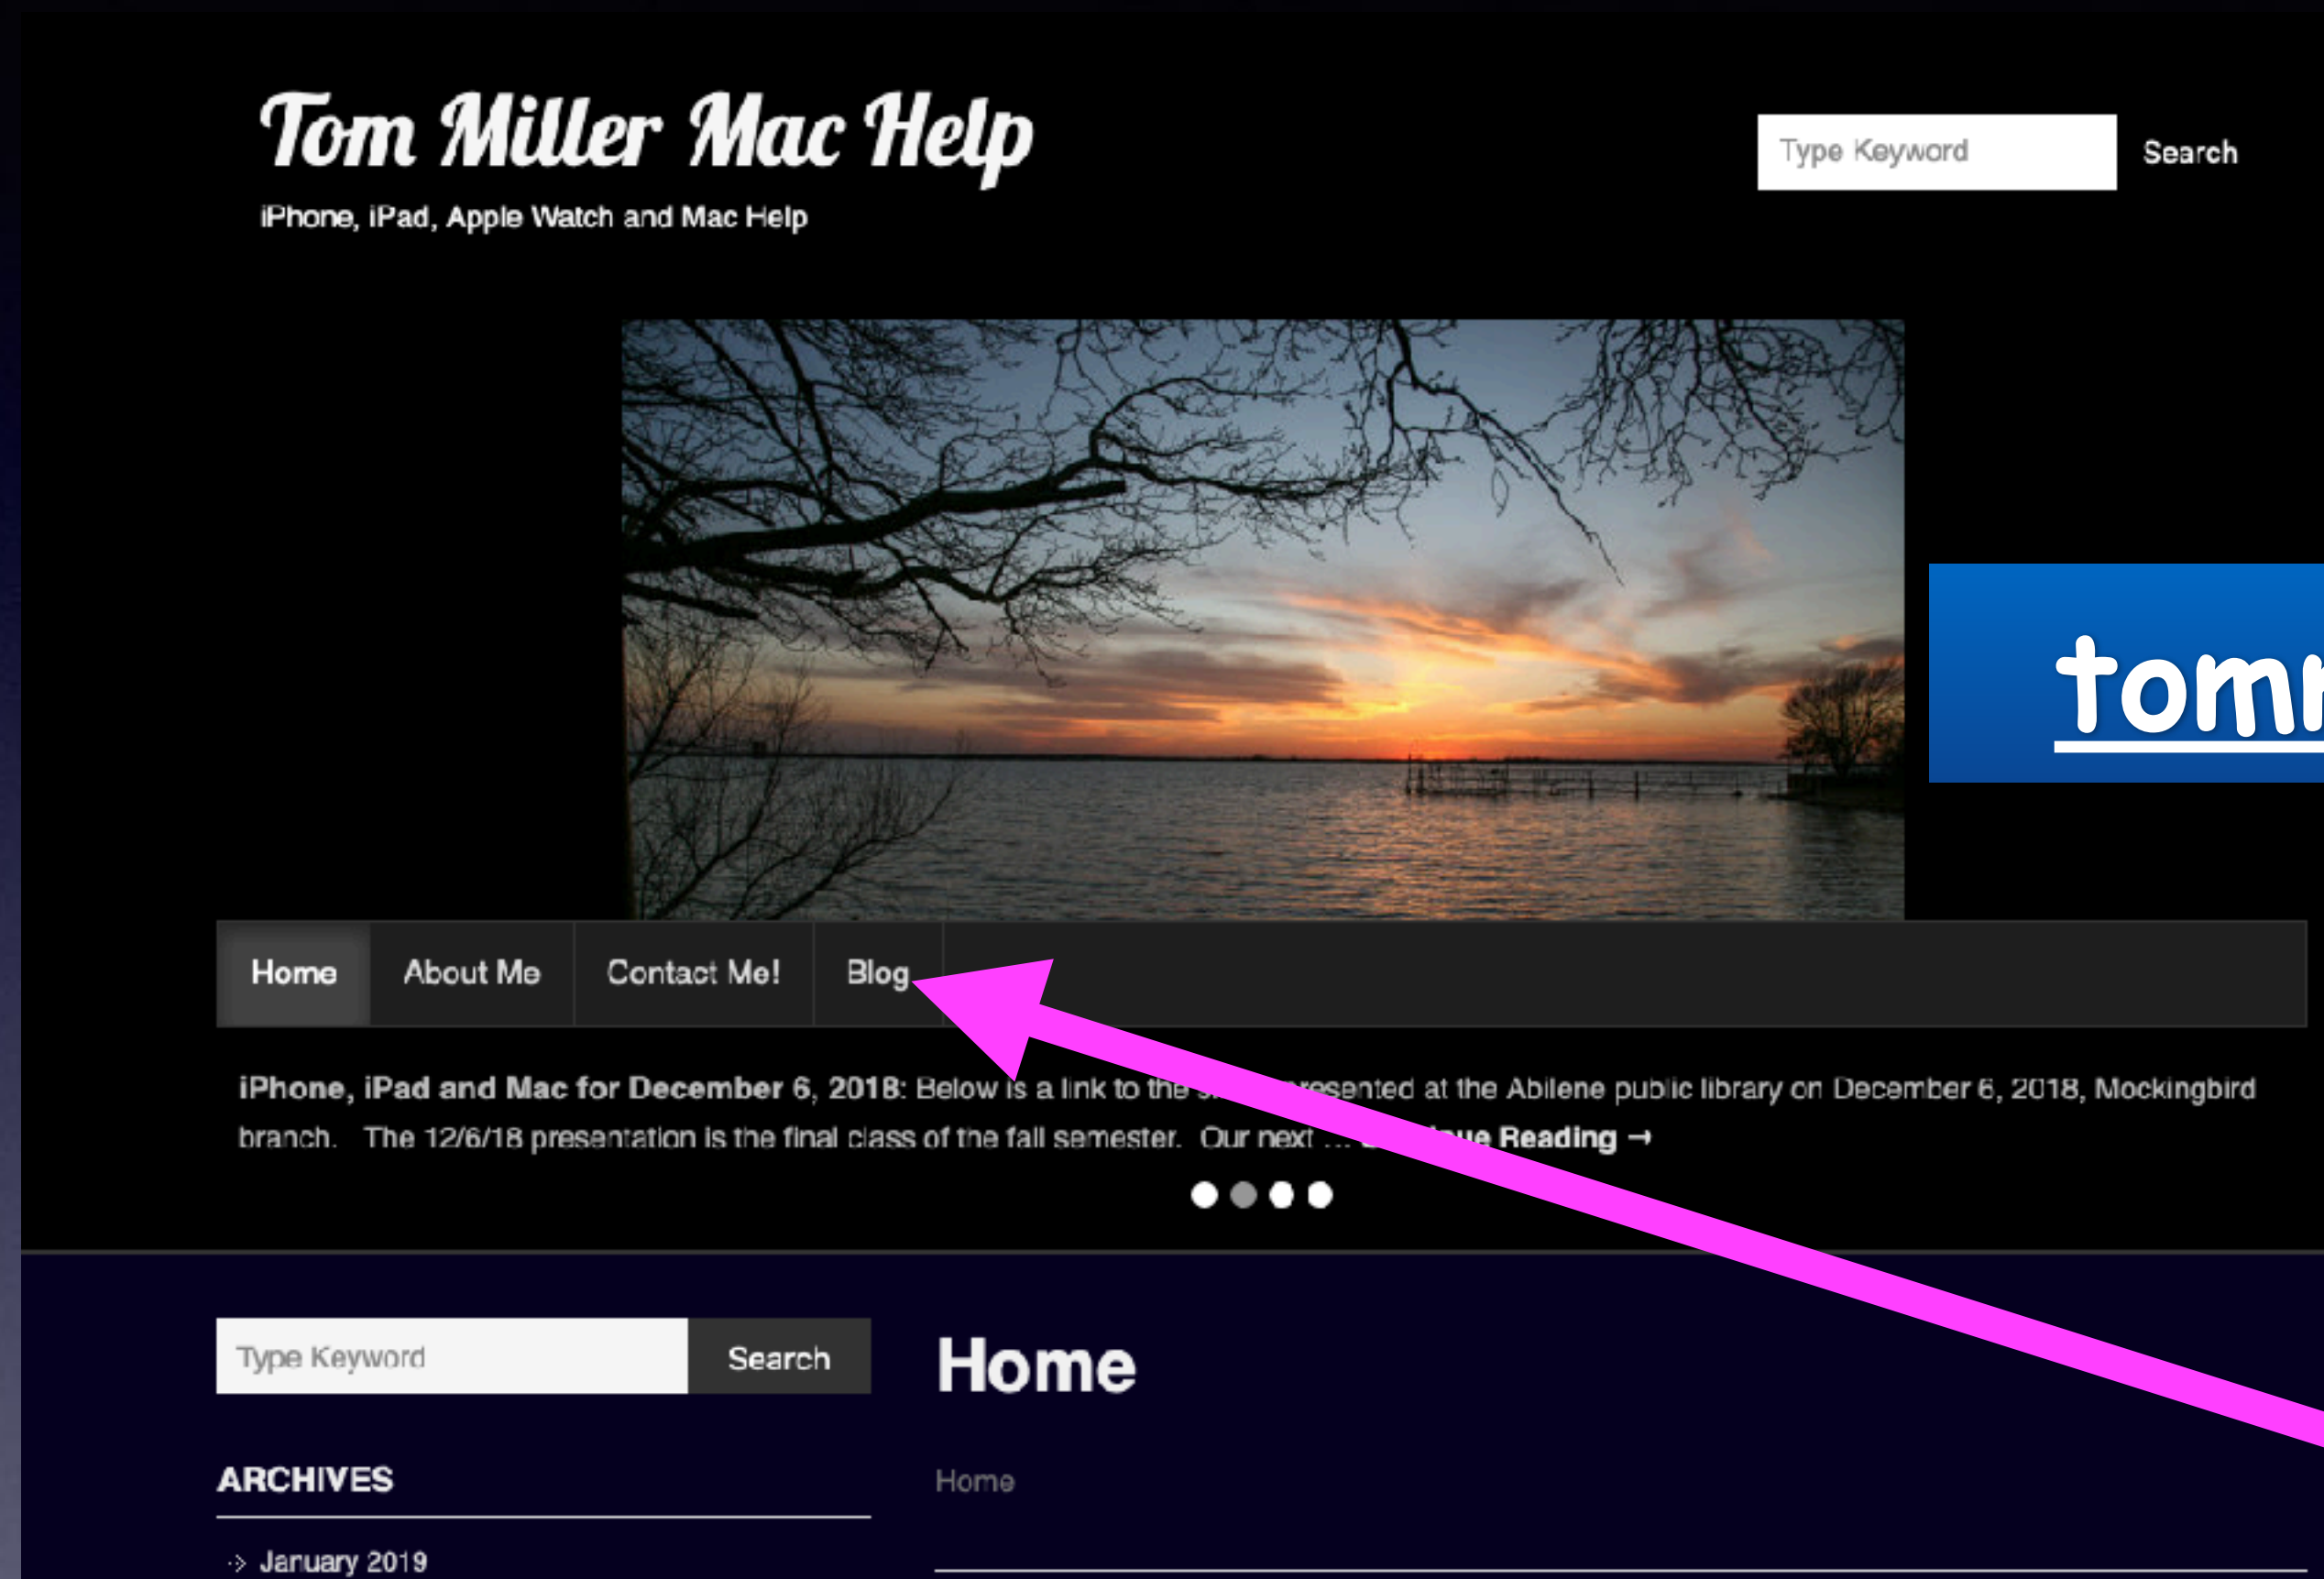 Tom Miller Mac Help
iPhone, iPad, Apple Watch and Mac Help
Type Keyword Search
Home About Me Contact Me! Blog
iPhone, iPad and Mac for December 6, 2018: Below is a link to the presented at the Abilene public library on December 6, 2018, Mockingbird
branch. The 12/6/18 presentation is the final class of the fall semester. Our next ... Reading →
Type Keyword Search
Home
ARCHIVES
Home
January 2019